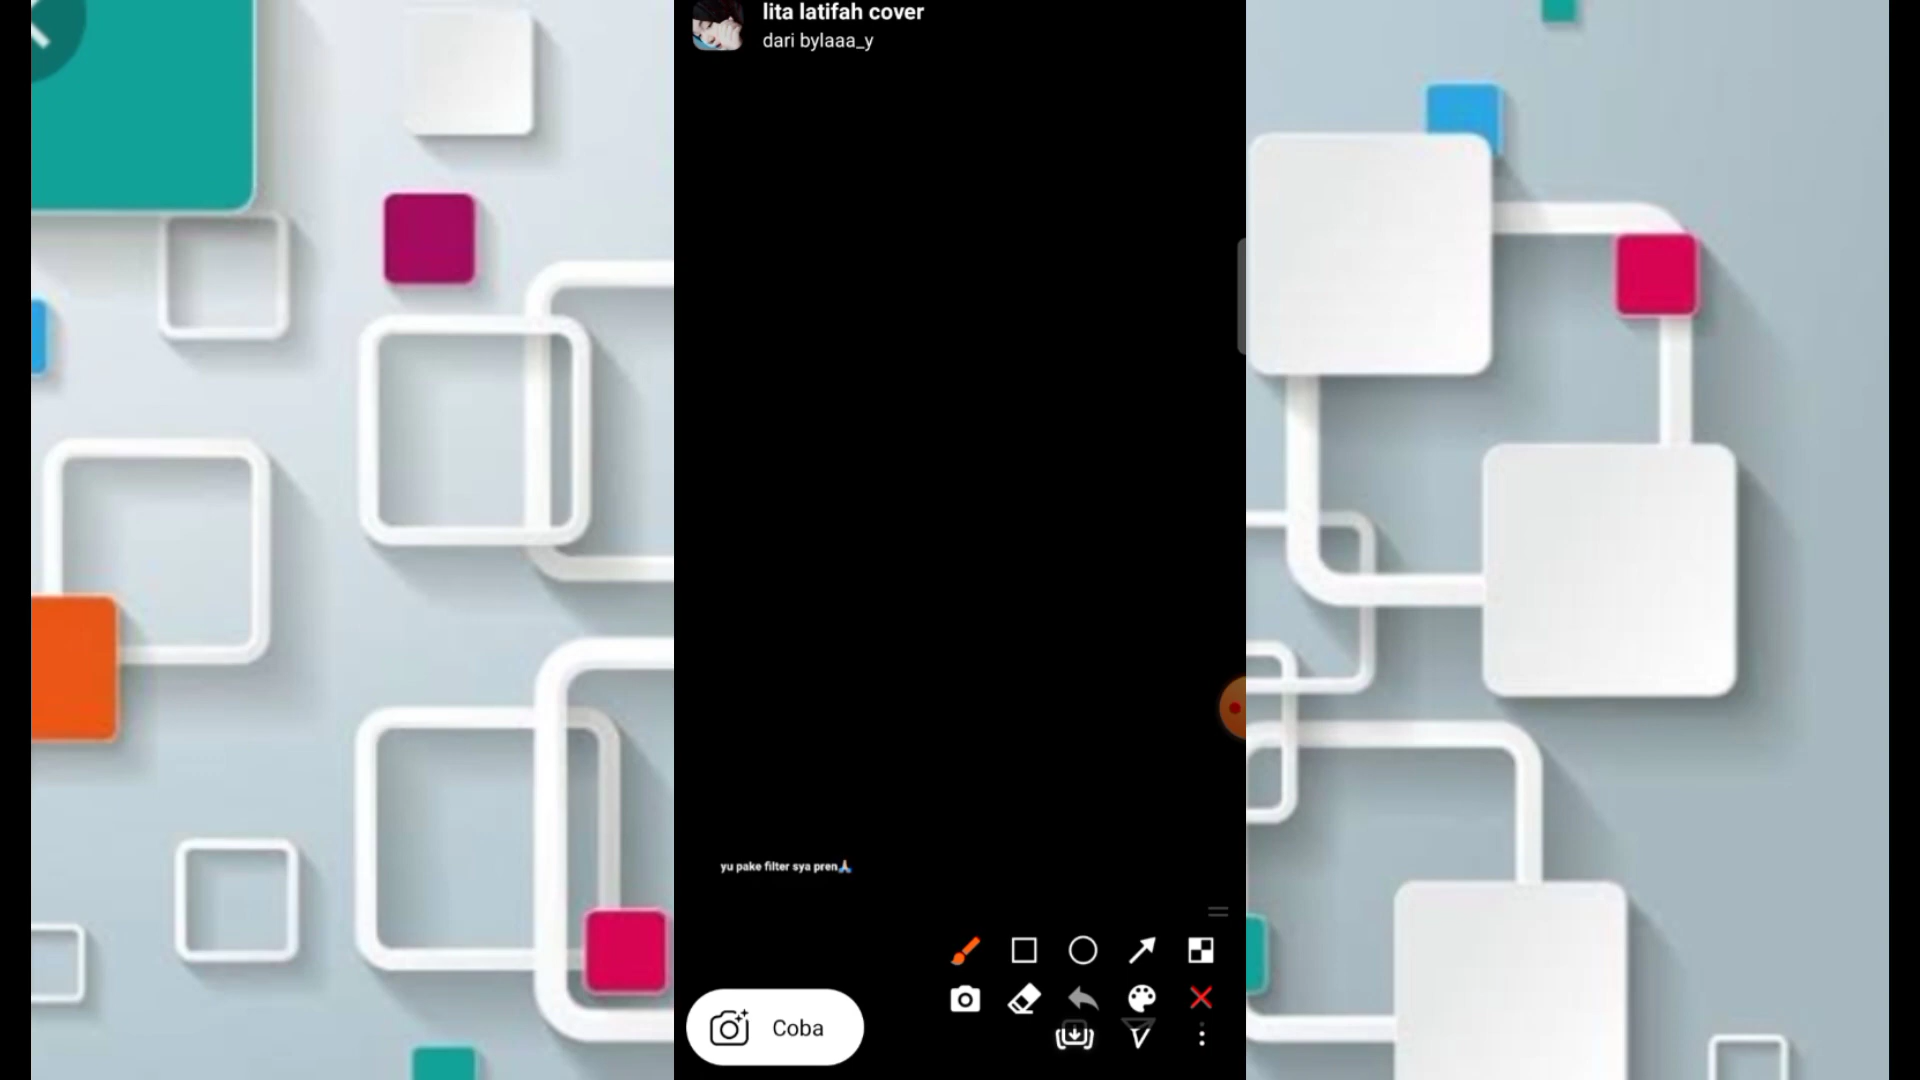 lita latifah cover
dari bylaaa_y
yu pake filter sya pren🙏
Coba